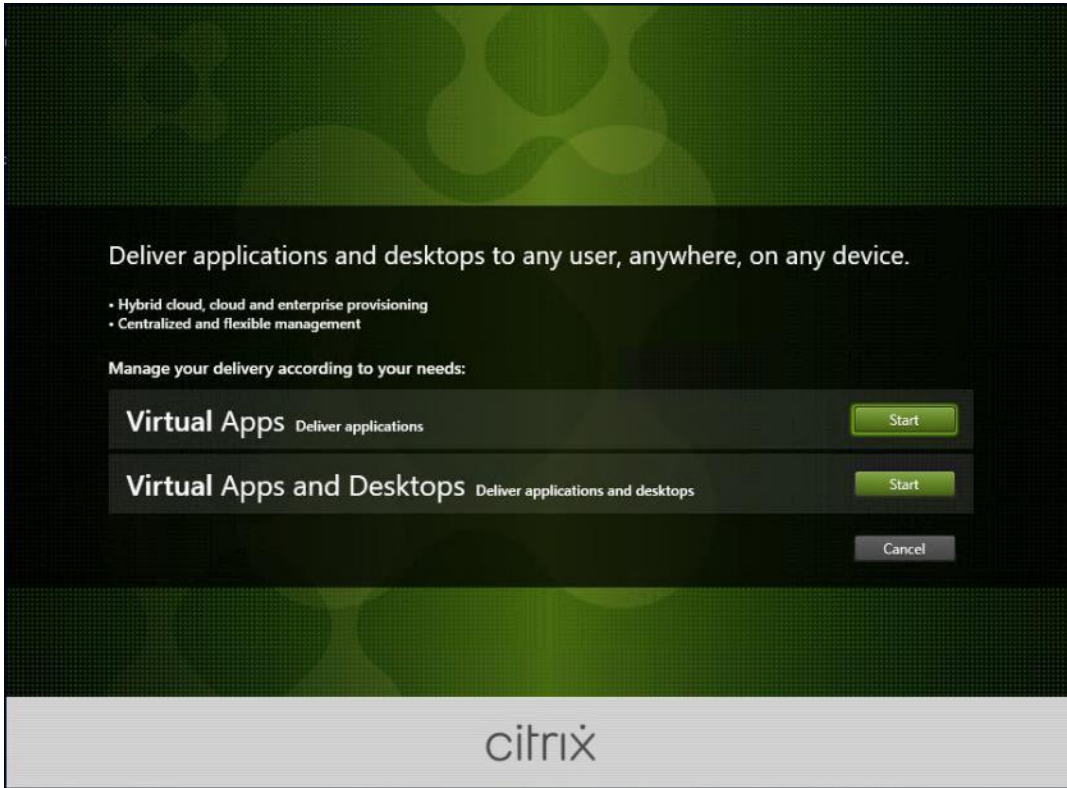 Deliver applications and desktops to any user, anywhere, on any device.
• Hybrid cloud, cloud and enterprise provisioning
• Centralized and flexible management
Manage your delivery according to your needs:
Virtual Apps Deliver applications Start
Virtual Apps and Desktops Deliver applications and desktops Start
Cancel
citrix